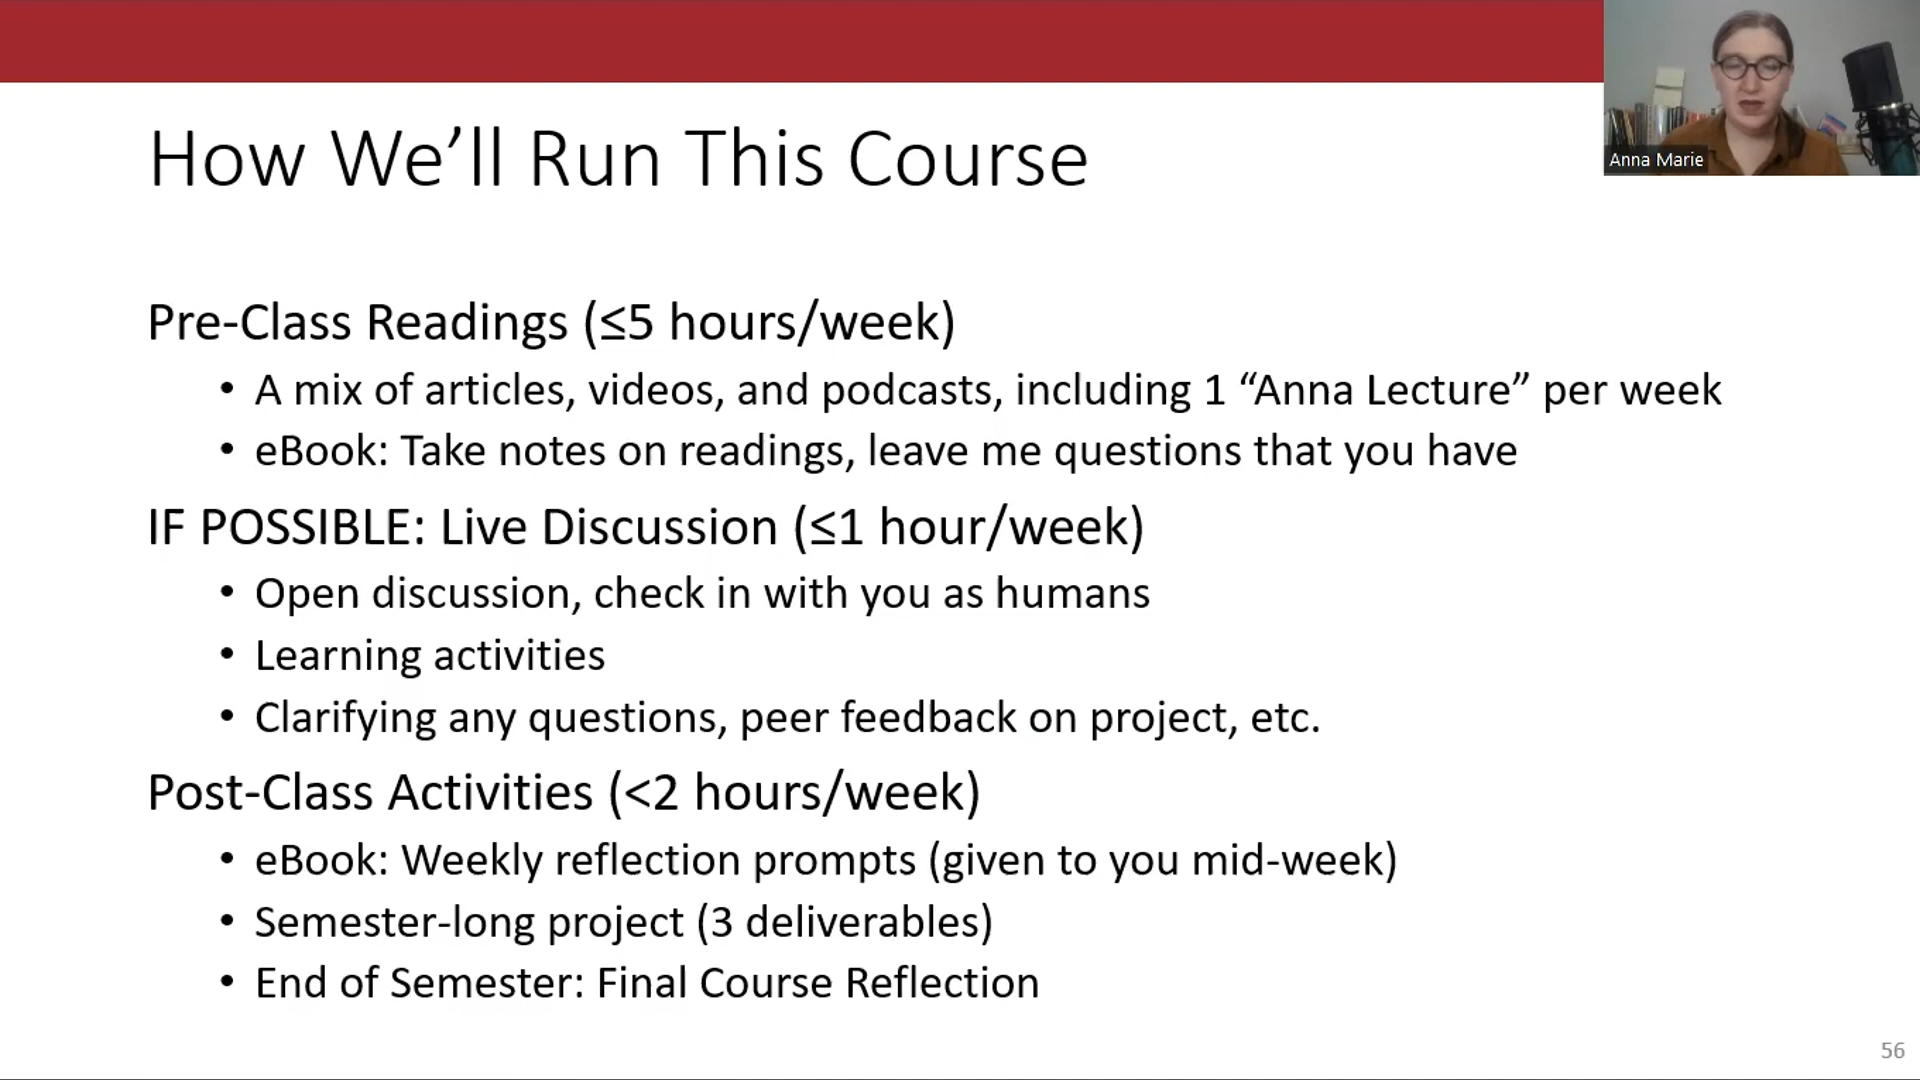 Anna Marie
How We’ll Run This Course
Pre-Class Readings (≤5 hours/week)
• A mix of articles, videos, and podcasts, including 1 “Anna Lecture” per week
• eBook: Take notes on readings, leave me questions that you have
IF POSSIBLE: Live Discussion (≤1 hour/week)
• Open discussion, check in with you as humans
• Learning activities
• Clarifying any questions, peer feedback on project, etc.
Post-Class Activities (<2 hours/week)
• eBook: Weekly reflection prompts (given to you mid-week)
• Semester-long project (3 deliverables)
• End of Semester: Final Course Reflection
56